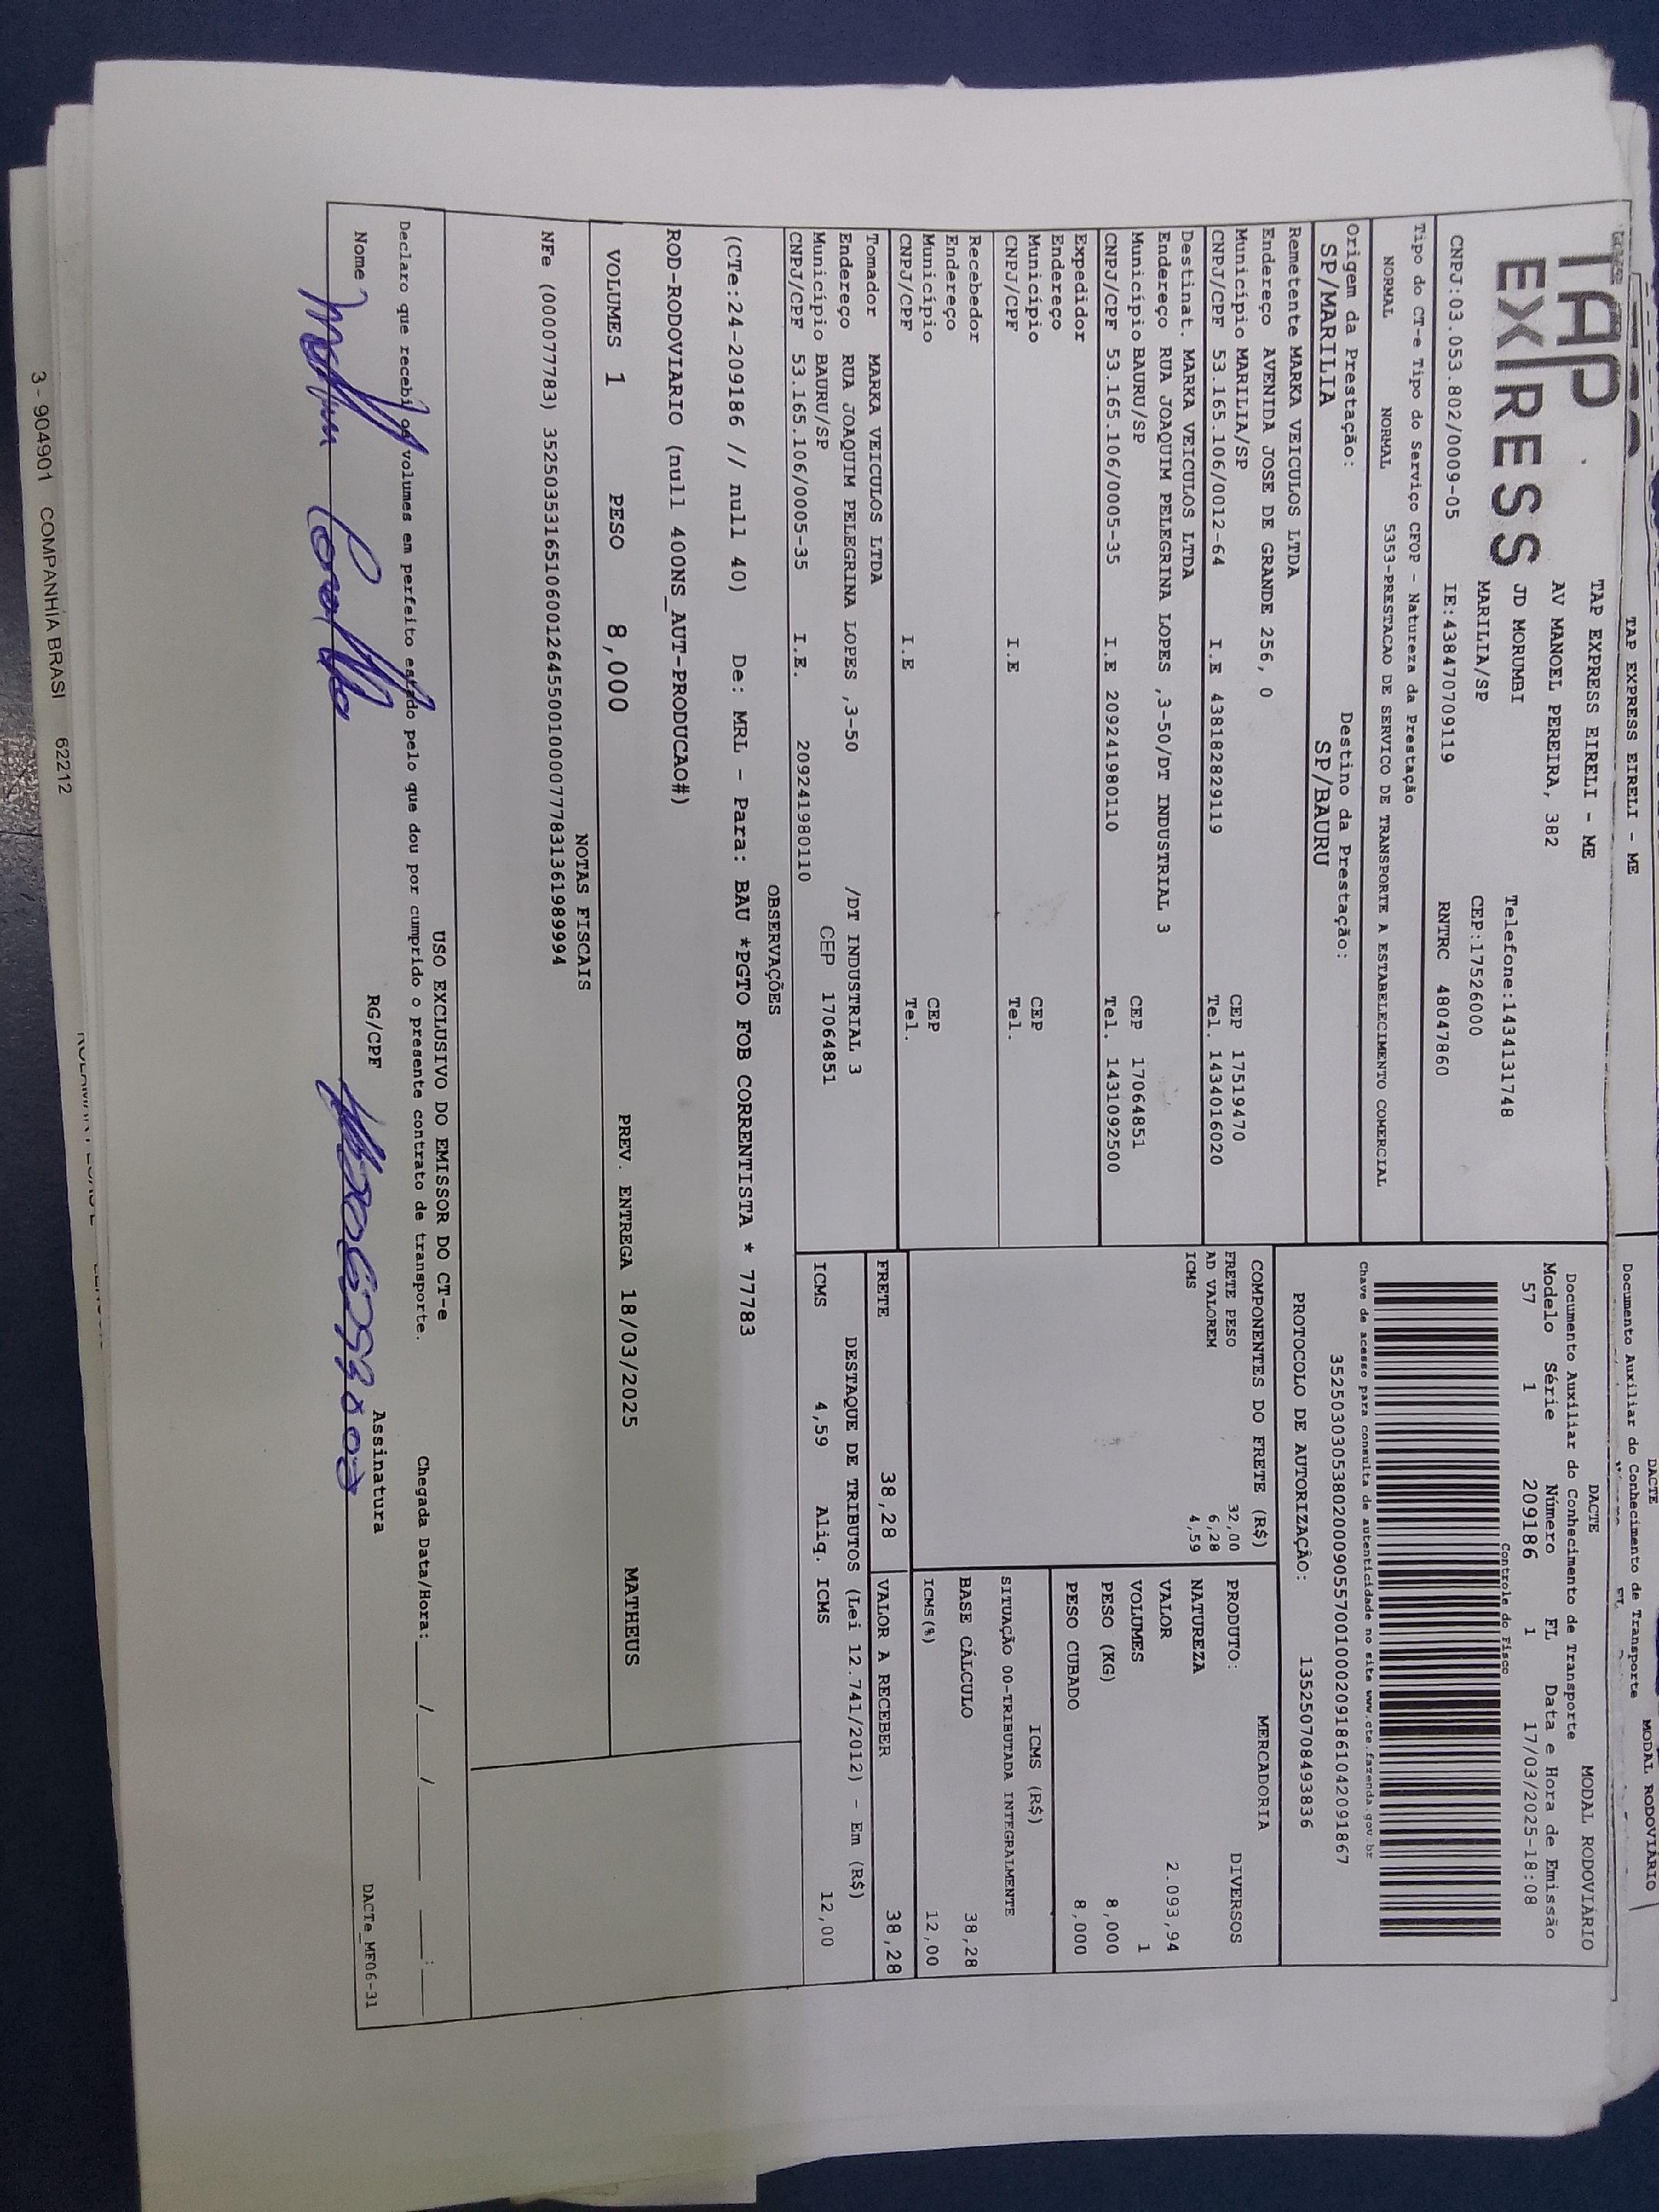 TAP EXPRESS EIRELI - ME
DACTE
Documento Auxiliar do Conhecimento de Transporte
MODAL RODOVIÁRIO
TAP EXPRESS
TAP EXPRESS EIRELI - ME
AV MANOEL PEREIRA, 382
JD MORUMBI
Telefone:1434131748
MARILIA/SP
CEP:17526000
CNPJ:03.053.802/0009-05
IE:438470709119
RNTRC 48047860
DACTE
MODAL RODOVIÁRIO
Documento Auxiliar do Conhecimento de Transporte
Modelo Série Número FL Data e Hora de Emissão
57 1 209186 1 17/03/2025-18:08
Controle do Fisco
Tipo do CT-e Tipo do Serviço CFOP - Natureza da Prestação
NORMAL NORMAL 5353-PRESTACAO DE SERVICO DE TRANSPORTE A ESTABELECIMENTO COMERCIAL
Chave de acesso para consulta de autenticidade no site www.cte.fazenda.gov.br
35250303053802000905570010002091861042091867
Origem da Prestação:
SP/MARILIA
Destino da Prestação:
SP/BAURU
PROTOCOLO DE AUTORIZAÇÃO: 135250708493836
Remetente MARKA VEICULOS LTDA
Endereço AVENIDA JOSE DE GRANDE 256, 0
Município MARILIA/SP CEP 17519470
CNPJ/CPF 53.165.106/0012-64 I.E 438182829119 Tel. 1434016020
Destinat. MARKA VEICULOS LTDA
Endereço RUA JOAQUIM PELEGRINA LOPES ,3-50/DT INDUSTRIAL 3
Município BAURU/SP CEP 17064851
CNPJ/CPF 53.165.106/0005-35 I.E 209241980110 Tel. 1431092500
Expedidor
Endereço
Município CEP
CNPJ/CPF I.E Tel.
Recebedor
Endereço
Município CEP
CNPJ/CPF I.E Tel.
Tomador MARKA VEICULOS LTDA
Endereço RUA JOAQUIM PELEGRINA LOPES ,3-50 /DT INDUSTRIAL 3
Município BAURU/SP CEP 17064851
CNPJ/CPF 53.165.106/0005-35 I.E. 209241980110
COMPONENTES DO FRETE (R$)
FRETE PESO 32,00
AD VALOREM 6,28
ICMS 4,59
MERCADORIA
PRODUTO: DIVERSOS
NATUREZA
VALOR 2.093,94
VOLUMES 1
PESO (KG) 8,000
PESO CUBADO 8,000
ICMS (R$)
SITUAÇÃO 00-TRIBUTADA INTEGRALMENTE
BASE CÁLCULO 38,28
ICMS(%) 12,00
FRETE 38,28
VALOR A RECEBER 38,28
DESTAQUE DE TRIBUTOS (Lei 12.741/2012) - Em (R$)
ICMS 4,59 Aliq. ICMS 12,00
OBSERVAÇÕES
(CTe:24-209186 // null 40) De: MRL - Para: BAU *PGTO FOB CORRENTISTA * 77783
ROD-RODOVIARIO (null 400NS_AUT-PRODUCAO#)
VOLUMES 1 PESO 8,000 PREV. ENTREGA 18/03/2025 MATHEUS
NOTAS FISCAIS
NFe (000077783) 35250353165106001264550010000777831361989994
USO EXCLUSIVO DO EMISSOR DO CT-e
Declaro que recebi os volumes em perfeito estado pelo que dou por cumprido o presente contrato de transporte. Chegada Data/Hora:____/____/____ ____:____
Nome RG/CPF Assinatura
DACTe_MF06-31
3 - 904901 COMPANHIA BRASI 62212